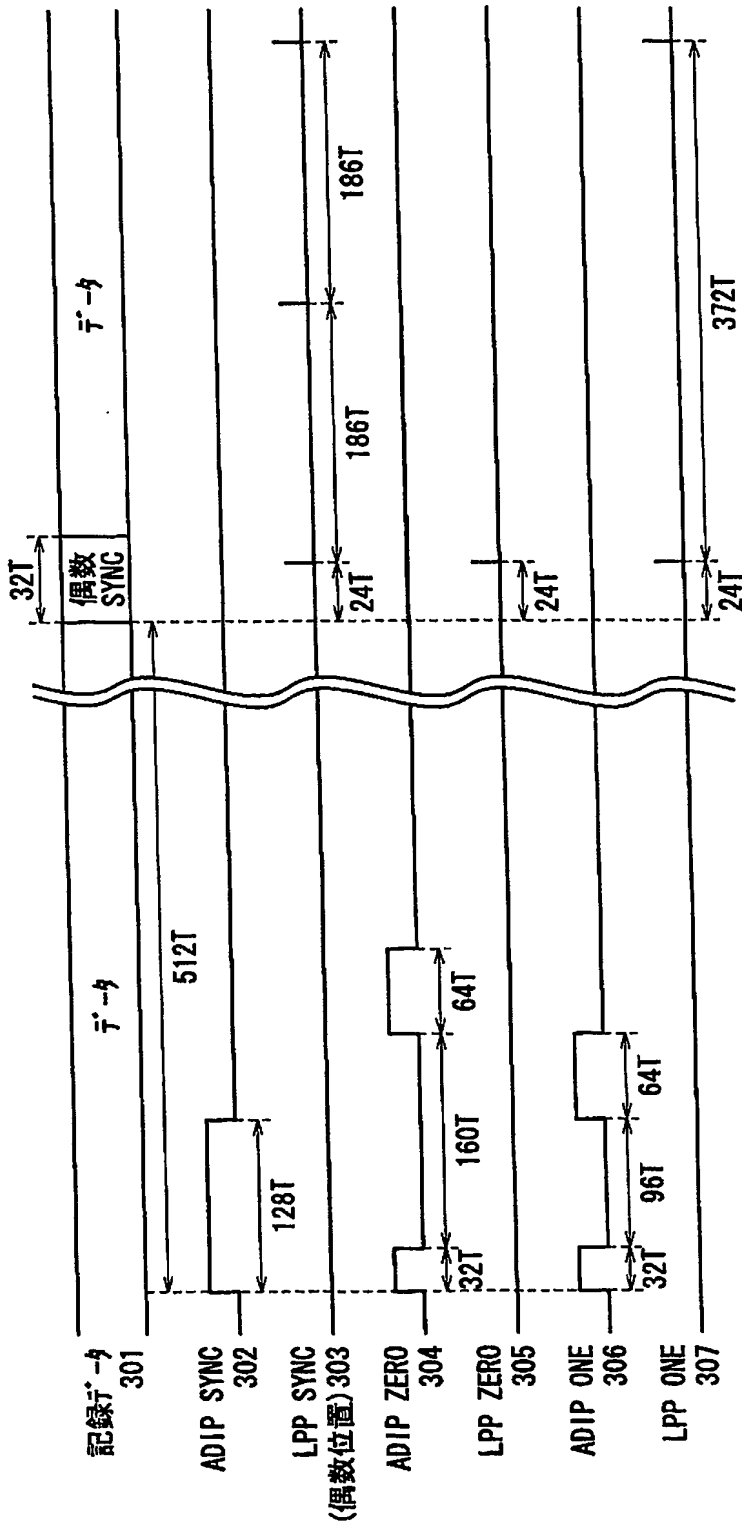 記録データ
301
データ
512T
32T
偶数
SYNC
データ
ADIP SYNC
302
128T
LPP SYNC
(偶数位置)303
24T
186T
186T
ADIP ZERO
304
32T
160T
64T
LPP ZERO
305
24T
ADIP ONE
306
32T
96T
64T
LPP ONE
307
24T
372T